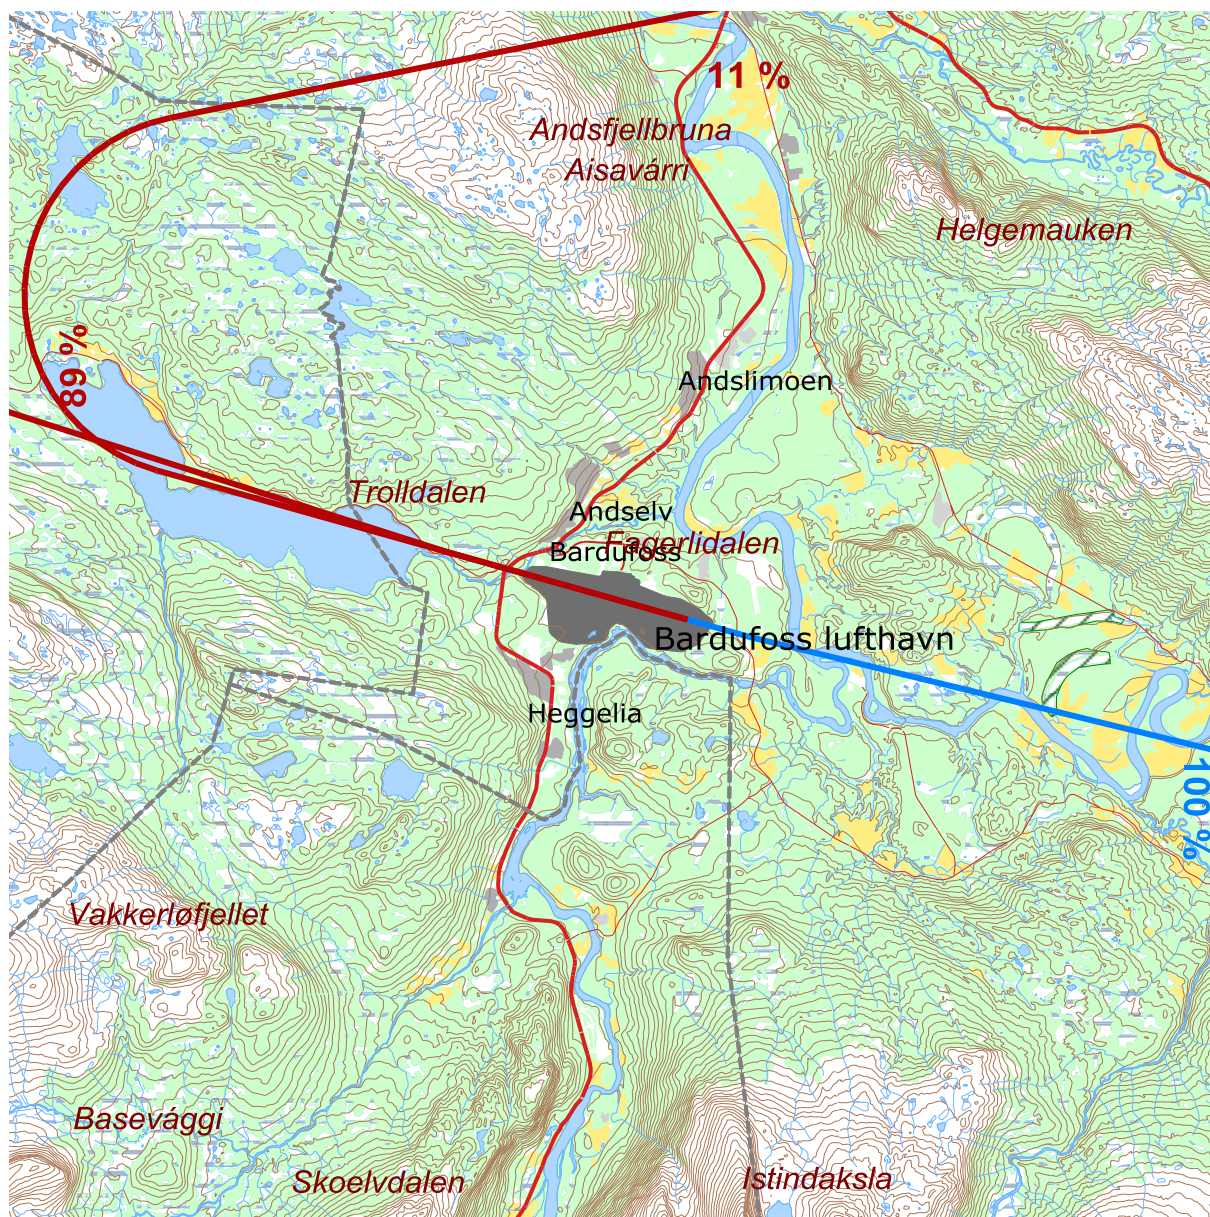 11 %
Andsfjellbruna
Aisavárri
Helgemauken
89 %
Andslimoen
Trolldalen
Andselv
Fagerlidalen
Bardufoss
Bardufoss lufthavn
Heggelia
100 %
Vakkerløfjellet
Basevággi
Skoelvdalen
Istindaksla